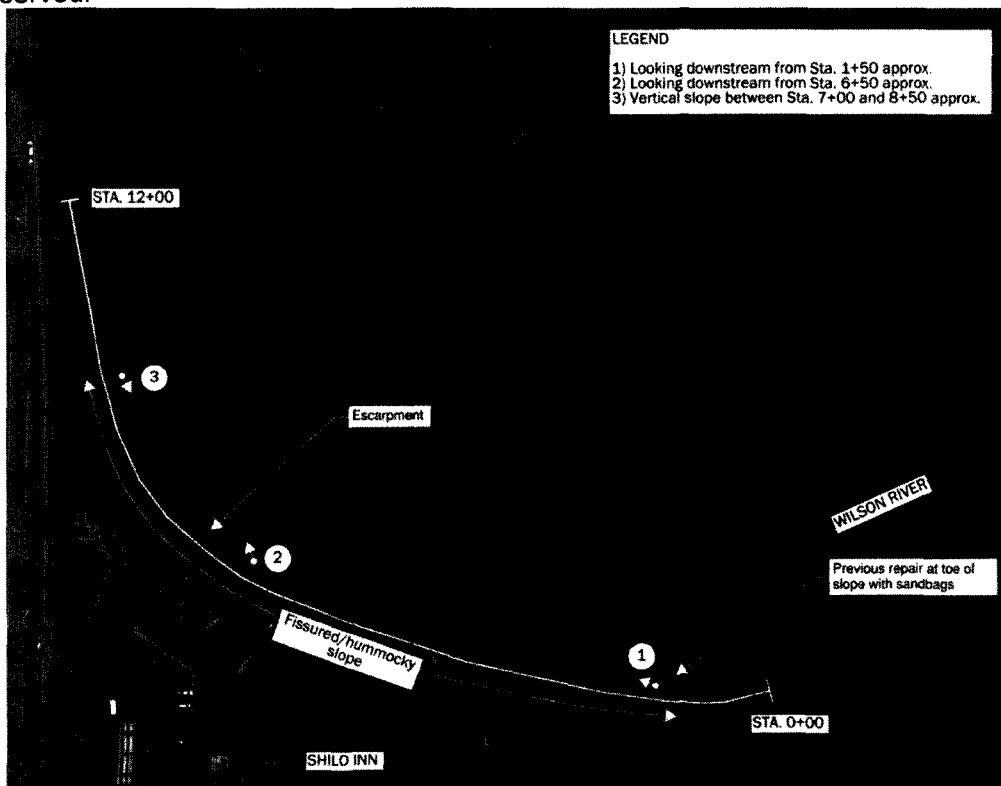 LEGEND
1) Looking downstream from Sta. 1+50 approx.
2) Looking downstream from Sta. 6+50 approx.
3) Vertical slope between Sta. 7+00 and 8+50 approx.
STA. 12+00
3
Escarpment
WILSON RIVER
2
Previous repair at toe of
slope with sandbags
Fissured/hummocky
slope
1
STA. 0+00
SHILO INN